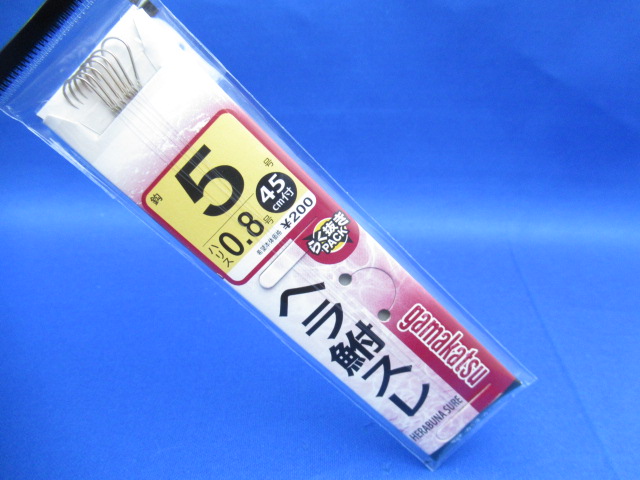 鈎
5号
ハリス
0.8号
45
cm付
¥200
らく抜き
PACK
ヘラ鮒スレ
HERABUNA SURE
gamakatsu